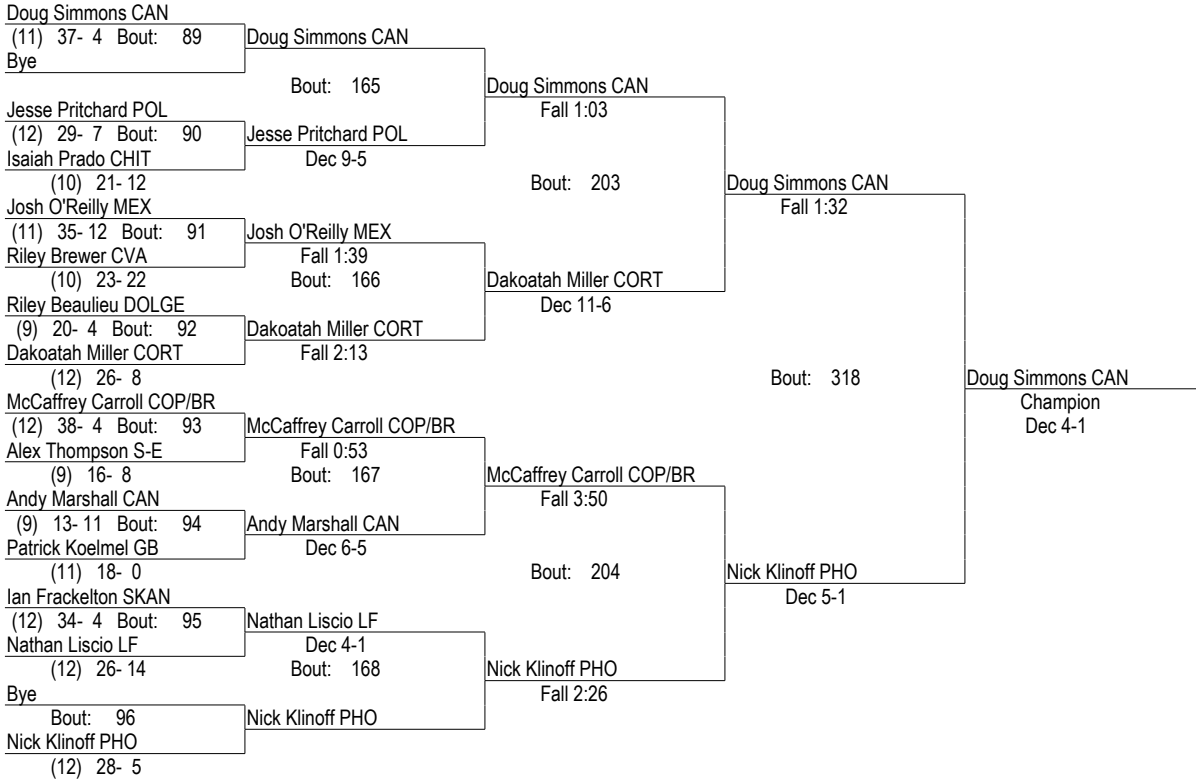 Doug Simmons CAN
(11) 37- 4 Bout: 89 Doug Simmons CAN
Bye
Bout: 165 Doug Simmons CAN
Jesse Pritchard POL Fall 1:03
(12) 29- 7 Bout: 90 Jesse Pritchard POL
Isaiah Prado CHIT Dec 9-5
(10) 21- 12 Bout: 203 Doug Simmons CAN
Josh O'Reilly MEX Fall 1:32
(11) 35- 12 Bout: 91 Josh O'Reilly MEX
Riley Brewer CVA Fall 1:39
(10) 23- 22 Bout: 166 Dakoatah Miller CORT
Riley Beaulieu DOLGE Dec 11-6
(9) 20- 4 Bout: 92 Dakoatah Miller CORT
Dakoatah Miller CORT Fall 2:13
(12) 26- 8 Bout: 318 Doug Simmons CAN
McCaffrey Carroll COP/BR Champion
(12) 38- 4 Bout: 93 McCaffrey Carroll COP/BR Dec 4-1
Alex Thompson S-E Fall 0:53
(9) 16- 8 Bout: 167 McCaffrey Carroll COP/BR
Andy Marshall CAN Fall 3:50
(9) 13- 11 Bout: 94 Andy Marshall CAN
Patrick Koelmel GB Dec 6-5
(11) 18- 0 Bout: 204 Nick Klinoff PHO
Ian Frackelton SKAN Dec 5-1
(12) 34- 4 Bout: 95 Nathan Liscio LF
Nathan Liscio LF Dec 4-1
(12) 26- 14 Bout: 168 Nick Klinoff PHO
Bye Fall 2:26
Bout: 96 Nick Klinoff PHO
Nick Klinoff PHO
(12) 28- 5